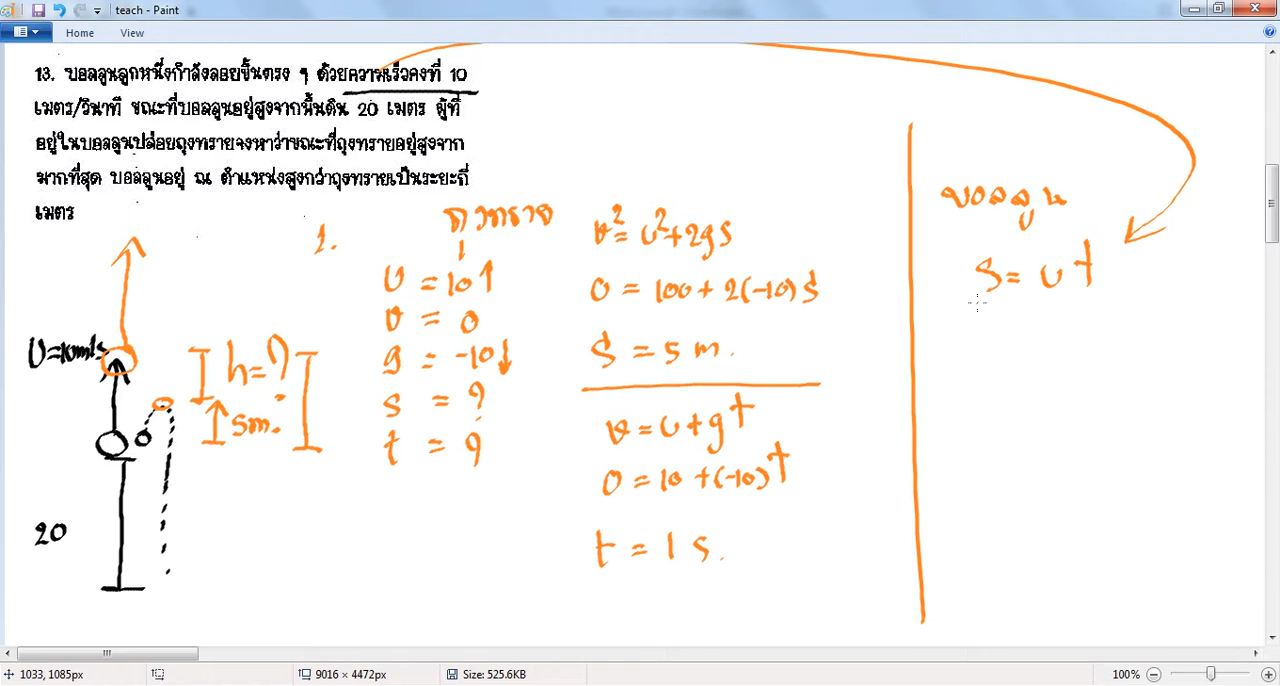 teach - Paint
Home View
13. บอลลูนลูกหนึ่งกำลังลอยขึ้นตรง ๆ ด้วยความเร็วคงที่ 10
เมตร/วินาที ขณะที่บอลลูนอยู่สูงจากพื้นดิน 20 เมตร ผู้ที่
อยู่ในบอลลูนปล่อยถุงทรายจงหาว่าขณะที่ถุงทรายอยู่สูงจาก
มากที่สุด บอลลูนอยู่ ณ ตำแหน่งสูงกว่าถุงทรายเป็นระยะกี่
เมตร
1.
ถุงทราย
u = 10↑
v = 0
g = -10↓
s = ?
t = ?
v² = u² + 2gs
0 = 100 + 2(-10)s
s = 5 m.
v = u + gt
0 = 10 + (-10)t
t = 1 s.
บอลลูน
s = ut
U = 10 m/s
h = ?
5m.
20
1033, 1085px
9016 × 4472px
Size: 525.6KB
100%